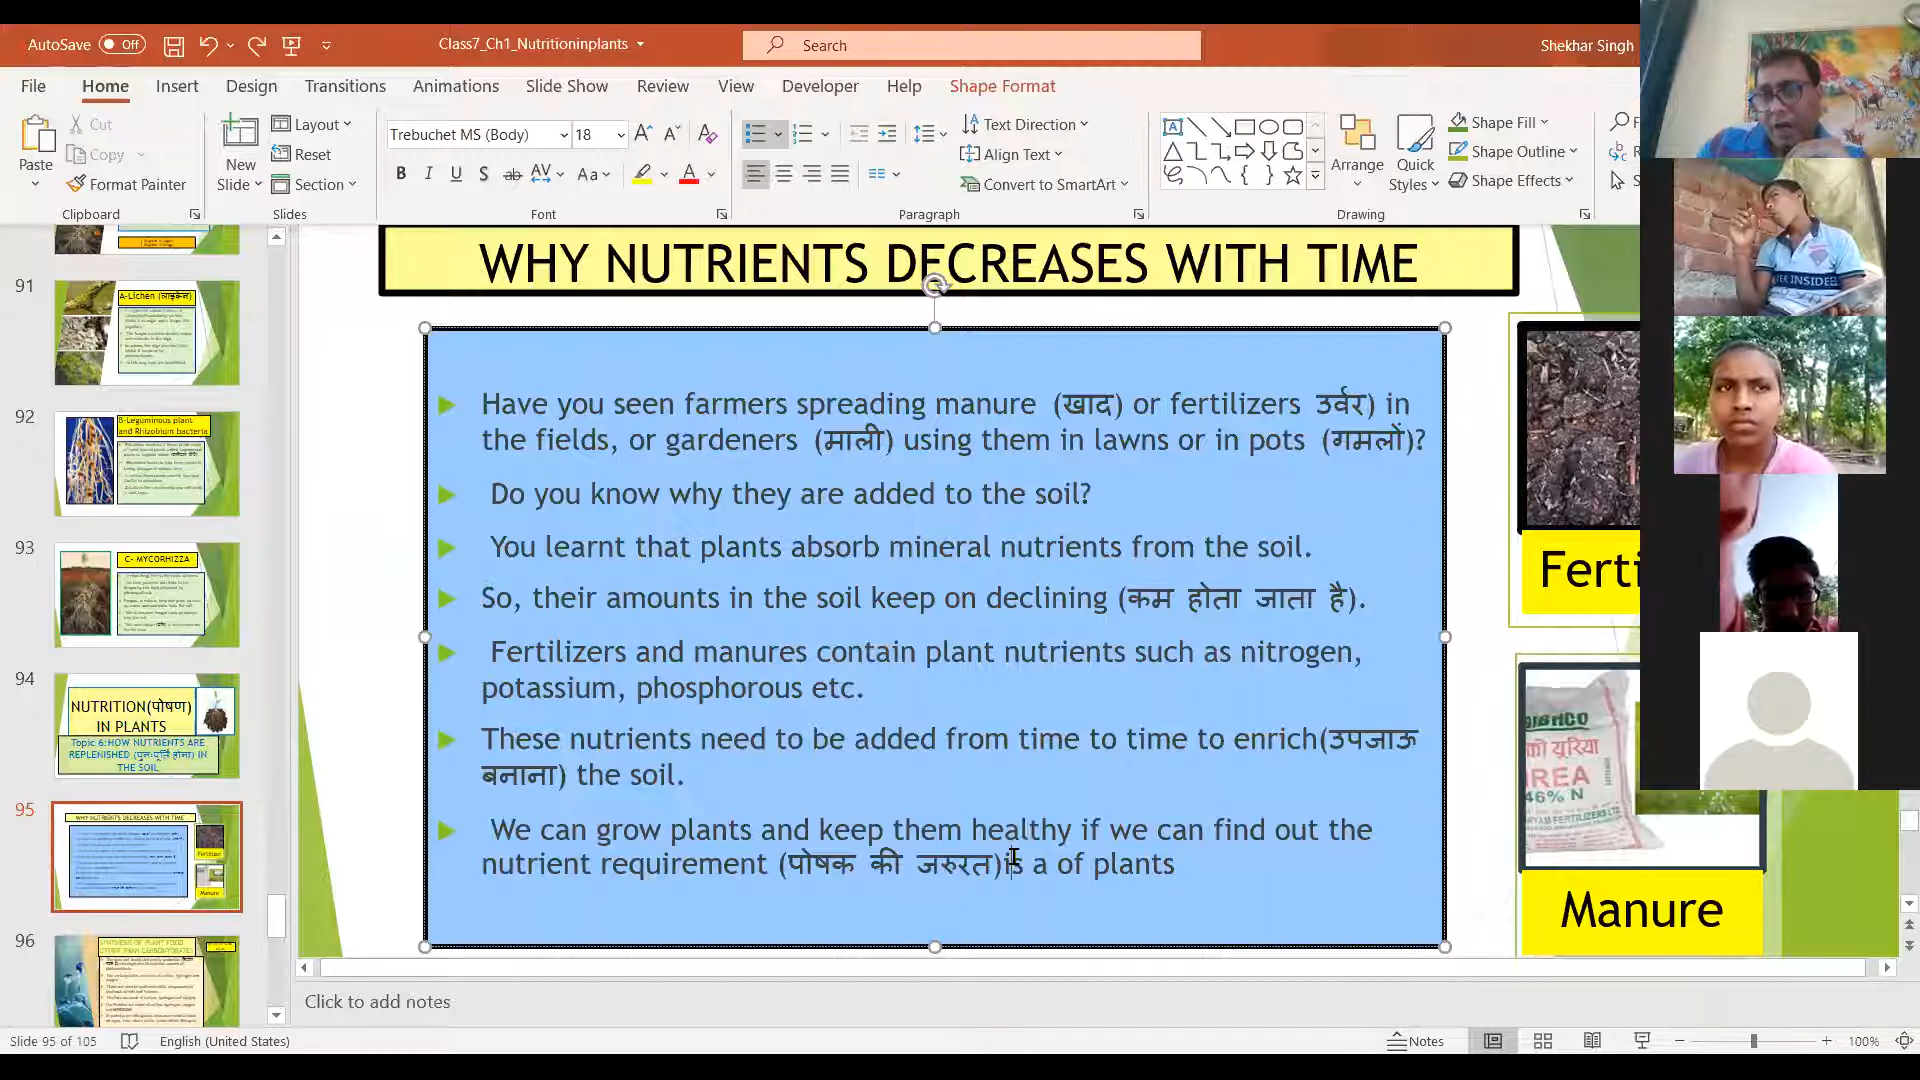 AutoSave Off
Class7_Ch1_Nutritioninplants
Search
Shekhar Singh
File Home Insert Design Transitions Animations Slide Show Review View Developer Help Shape Format
Paste
Cut
Copy
Format Painter
Clipboard
New Slide
Layout
Reset
Section
Slides
Trebuchet MS (Body) 18
Font
Text Direction
Align Text
Convert to SmartArt
Paragraph
Arrange
Quick Styles
Shape Fill
Shape Outline
Shape Effects
Drawing
91
A-Lichen (लाइकेन)
92
B-Leguminous plant
and Rhizobium bacteria
93
C- MYCORHIZZA
94
NUTRITION(पोषण)
IN PLANTS
Topic 6:HOW NUTRIENTS ARE
REPLENISHED (पुनःपूर्ति होना) IN
THE SOIL
95
WHY NUTRIENTS DECREASES WITH TIME
Fertilizer
Manure
96
SYNTHESIS OF PLANT FOOD
OTHER THAN CARBOHYDRATES
WHY NUTRIENTS DECREASES WITH TIME
Have you seen farmers spreading manure (खाद) or fertilizers उर्वर) in
the fields, or gardeners (माली) using them in lawns or in pots (गमलों)?
Do you know why they are added to the soil?
You learnt that plants absorb mineral nutrients from the soil.
So, their amounts in the soil keep on declining (कम होता जाता है).
Fertilizers and manures contain plant nutrients such as nitrogen,
potassium, phosphorous etc.
These nutrients need to be added from time to time to enrich(उपजाऊ
बनाना) the soil.
We can grow plants and keep them healthy if we can find out the
nutrient requirement (पोषक की जरुरत)is a of plants
Ferti
UREA
46% N
Manure
Click to add notes
Slide 95 of 105 English (United States)
Notes
100%